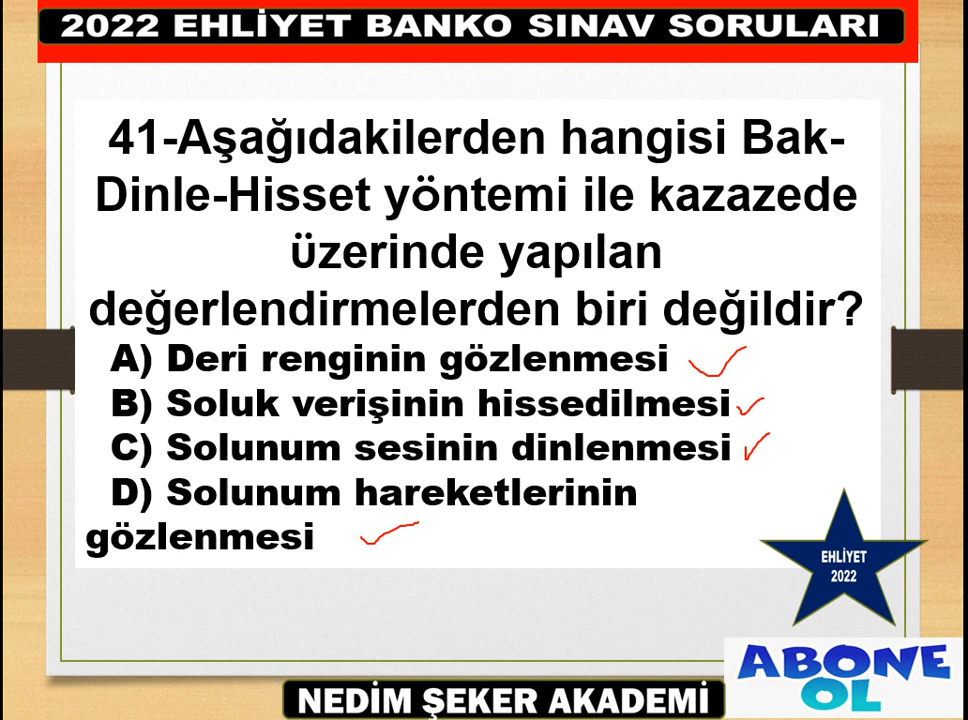 2022 EHLİYET BANKO SINAV SORULARI
41-Aşağıdakilerden hangisi Bak-
Dinle-Hisset yöntemi ile kazazede
üzerinde yapılan
değerlendirmelerden biri değildir?
A) Deri renginin gözlenmesi
B) Soluk verişinin hissedilmesi
C) Solunum sesinin dinlenmesi
D) Solunum hareketlerinin
gözlenmesi
EHLİYET
2022
ABONE
OL
NEDİM ŞEKER AKADEMİ